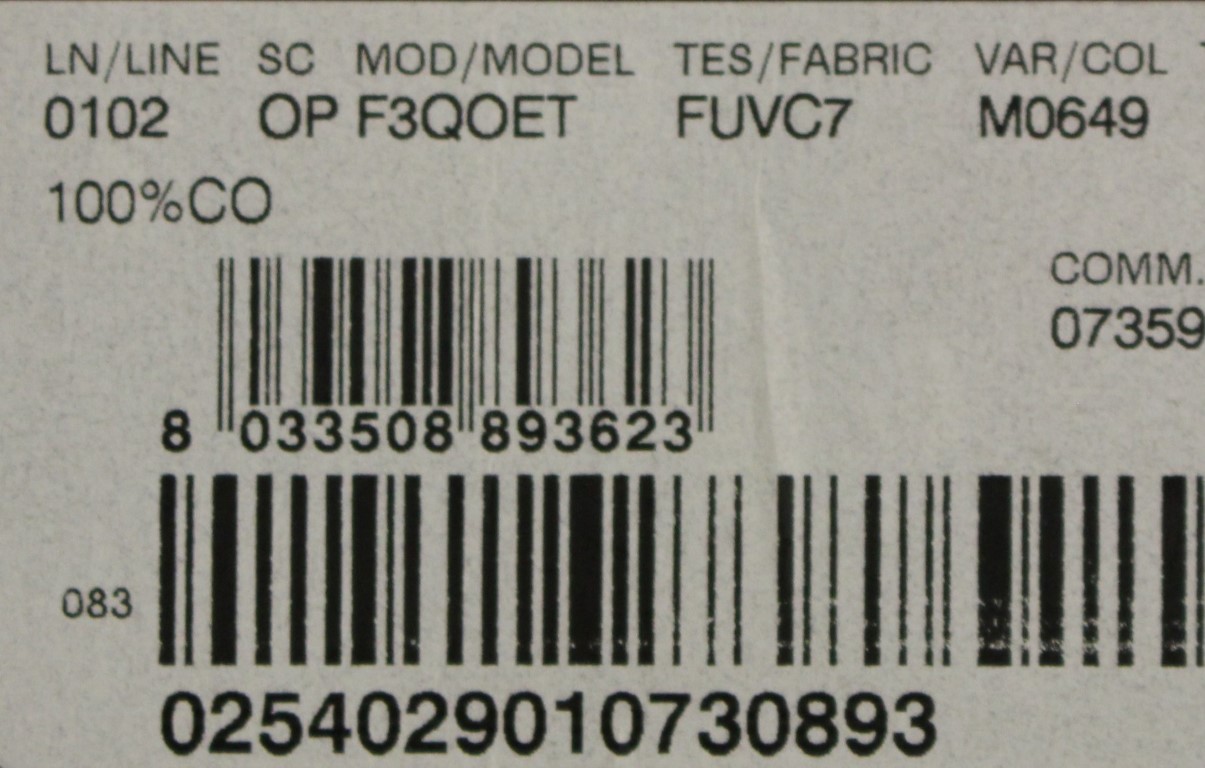 LN/LINE SC MOD/MODEL TES/FABRIC VAR/COL
0102 OP F3QOET FUVC7 M0649
100%CO
COMM.
07359
8 033508 893623
083
0254029010730893